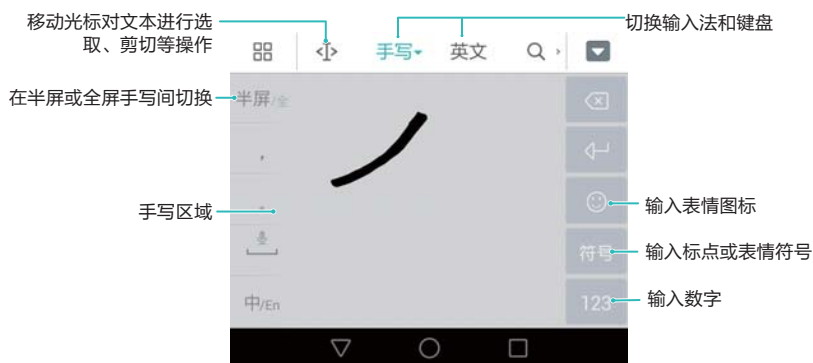 移动光标对文本进行选
取、剪切等操作
切换输入法和键盘
手写 英文
在半屏或全屏手写间切换
半屏/全
，
手写区域
。
输入表情图标
符号
输入标点或表情符号
中/En
123
输入数字